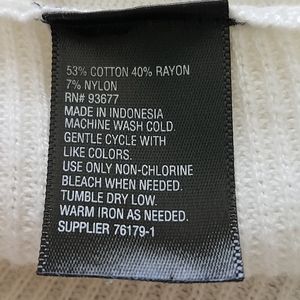 53% COTTON 40% RAYON
7% NYLON
RN# 93677
MADE IN INDONESIA
MACHINE WASH COLD.
GENTLE CYCLE WITH
LIKE COLORS.
USE ONLY NON-CHLORINE
BLEACH WHEN NEEDED.
TUMBLE DRY LOW.
WARM IRON AS NEEDED.
SUPPLIER 76179-1